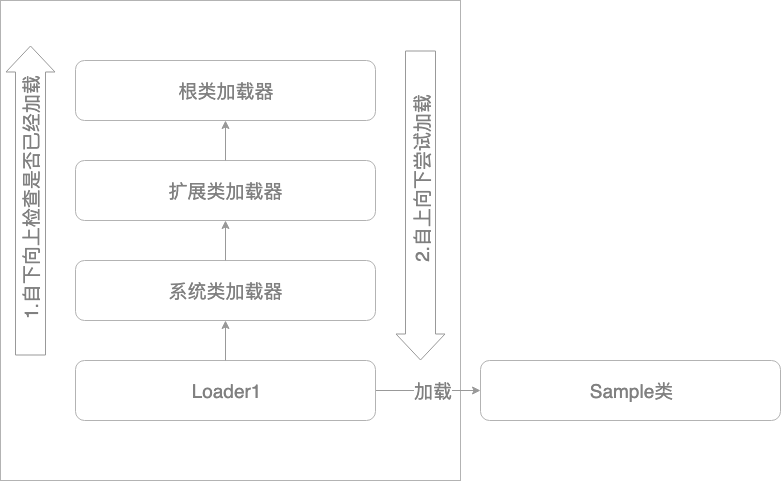 1.自下向上检查是否已经加载
根类加载器
2.自上向下尝试加载
扩展类加载器
系统类加载器
Loader1
加载
Sample类